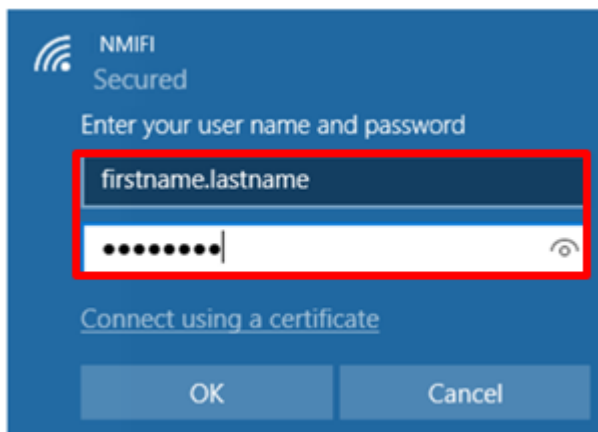 NMIFI
Secured
Enter your user name and password
firstname.lastname
••••••••
Connect using a certificate
OK Cancel